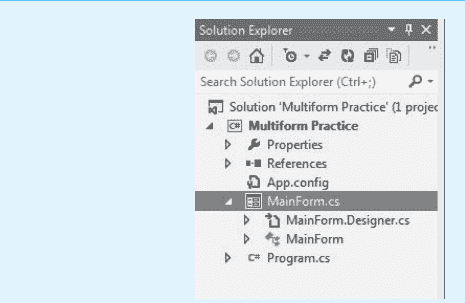 Solution Explorer
Search Solution Explorer (Ctrl+;)
Solution 'Multiform Practice' (1 projec
C# Multiform Practice
Properties
References
App.config
MainForm.cs
MainForm.Designer.cs
MainForm
C# Program.cs